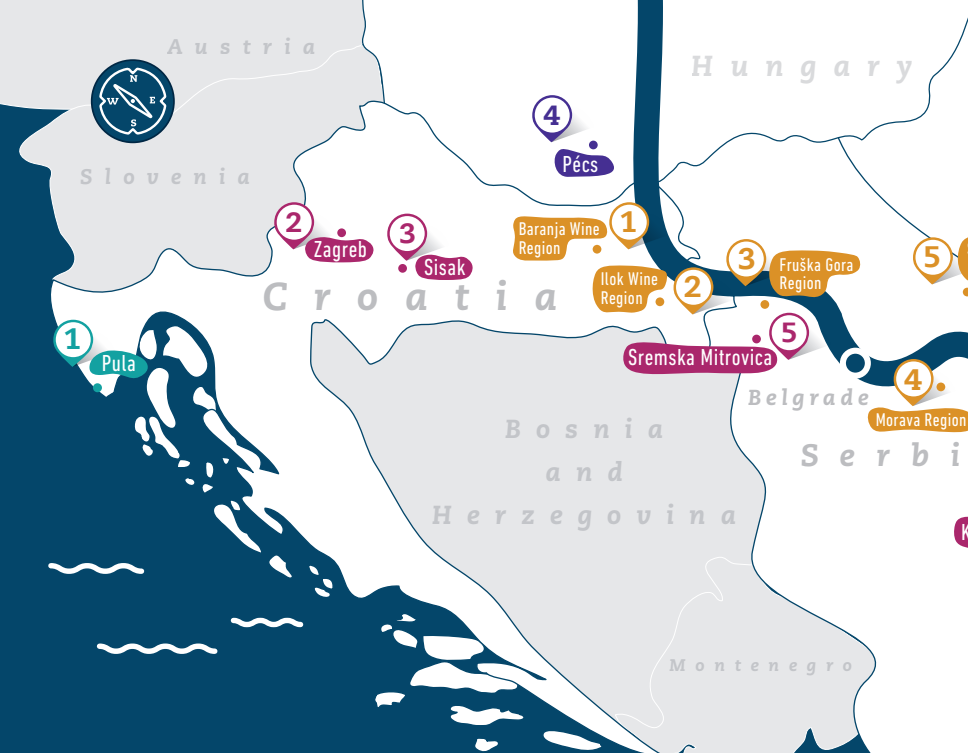 Austria
Hungary
N
W
E
S
4
Pécs
Slovenia
2
Zagreb
3
Sisak
Baranja Wine
Region
1
3
Fruška Gora
Region
5
Ilok Wine
Region
2
Croatia
1
Pula
Sremska Mitrovica
5
Belgrade
4
Morava Region
Bosnia
and
Herzegovina
Serbi
K
Montenegro